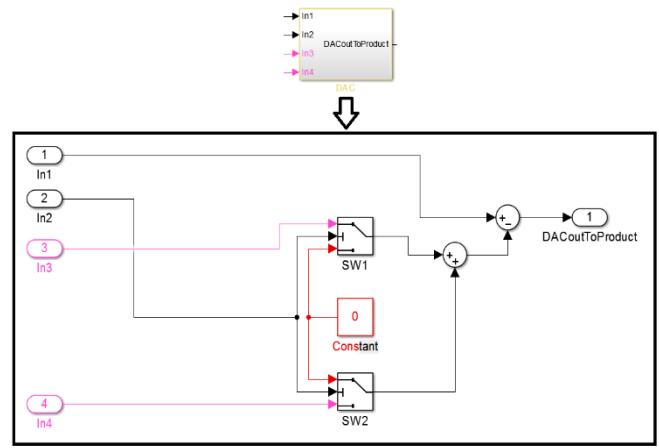 In1
In2
In3
In4
DACoutToProduct
DAC
1
In1
2
In2
3
In3
SW1
0
Constant
4
In4
SW2
+
−
+
+
1
DACoutToProduct